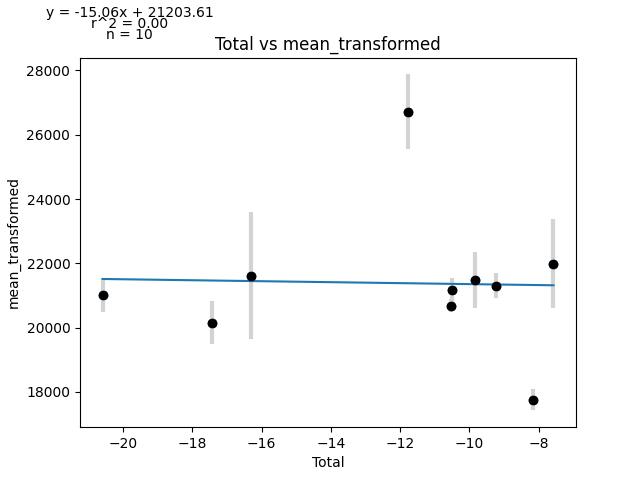 y = -15.06x + 21203.61
r^2 = 0.00
n = 10
Total vs mean_transformed
28000
26000
24000
22000
20000
18000
mean_transformed
−20
−18
−16
−14
−12
−10
−8
Total